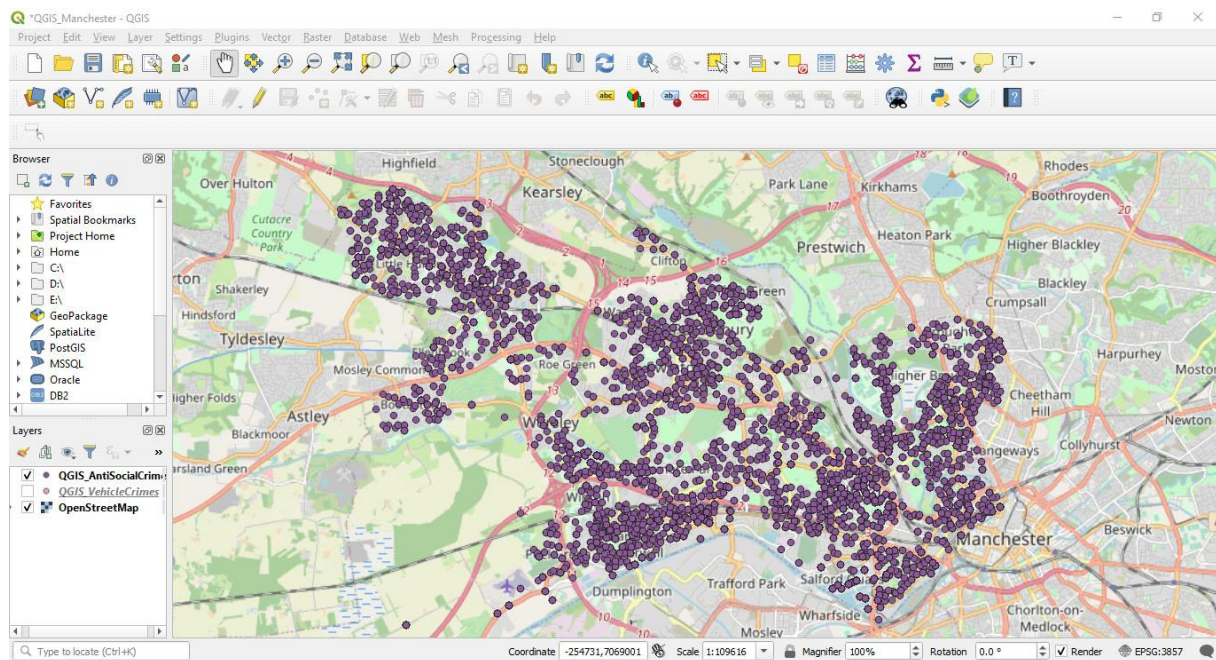 *QGIS_Manchester - QGIS
Project Edit View Layer Settings Plugins Vector Raster Database Web Mesh Processing Help
Browser
Favorites
Spatial Bookmarks
Project Home
Home
C:\
D:\
E:\
GeoPackage
SpatiaLite
PostGIS
MSSQL
Oracle
DB2
Layers
QGIS_AntiSocialCrimes
QGIS_VehicleCrimes
OpenStreetMap
Highfield
Stoneclough
Over Hulton
Kearsley
Park Lane
Kirkhams
Rhodes
Boothroyden
Cutacre
Country
Park
Prestwich
Heaton Park
Higher Blackley
Clifton
Blackley
Shakerley
Crumpsall
Hindsford
Tyldesley
Harpurhey
Mosley Common
Roe Green
Moston
Higher Folds
Cheetham
Hill
Astley
Newton
Blackmoor
Collyhurst
Beswick
Manchester
Trafford Park
Dumplington
Wharfside
Chorlton-on-
Medlock
Mosley
Type to locate (Ctrl+K) Coordinate -254731,7069001 Scale 1:109616 Magnifier 100% Rotation 0.0 ° Render EPSG:3857